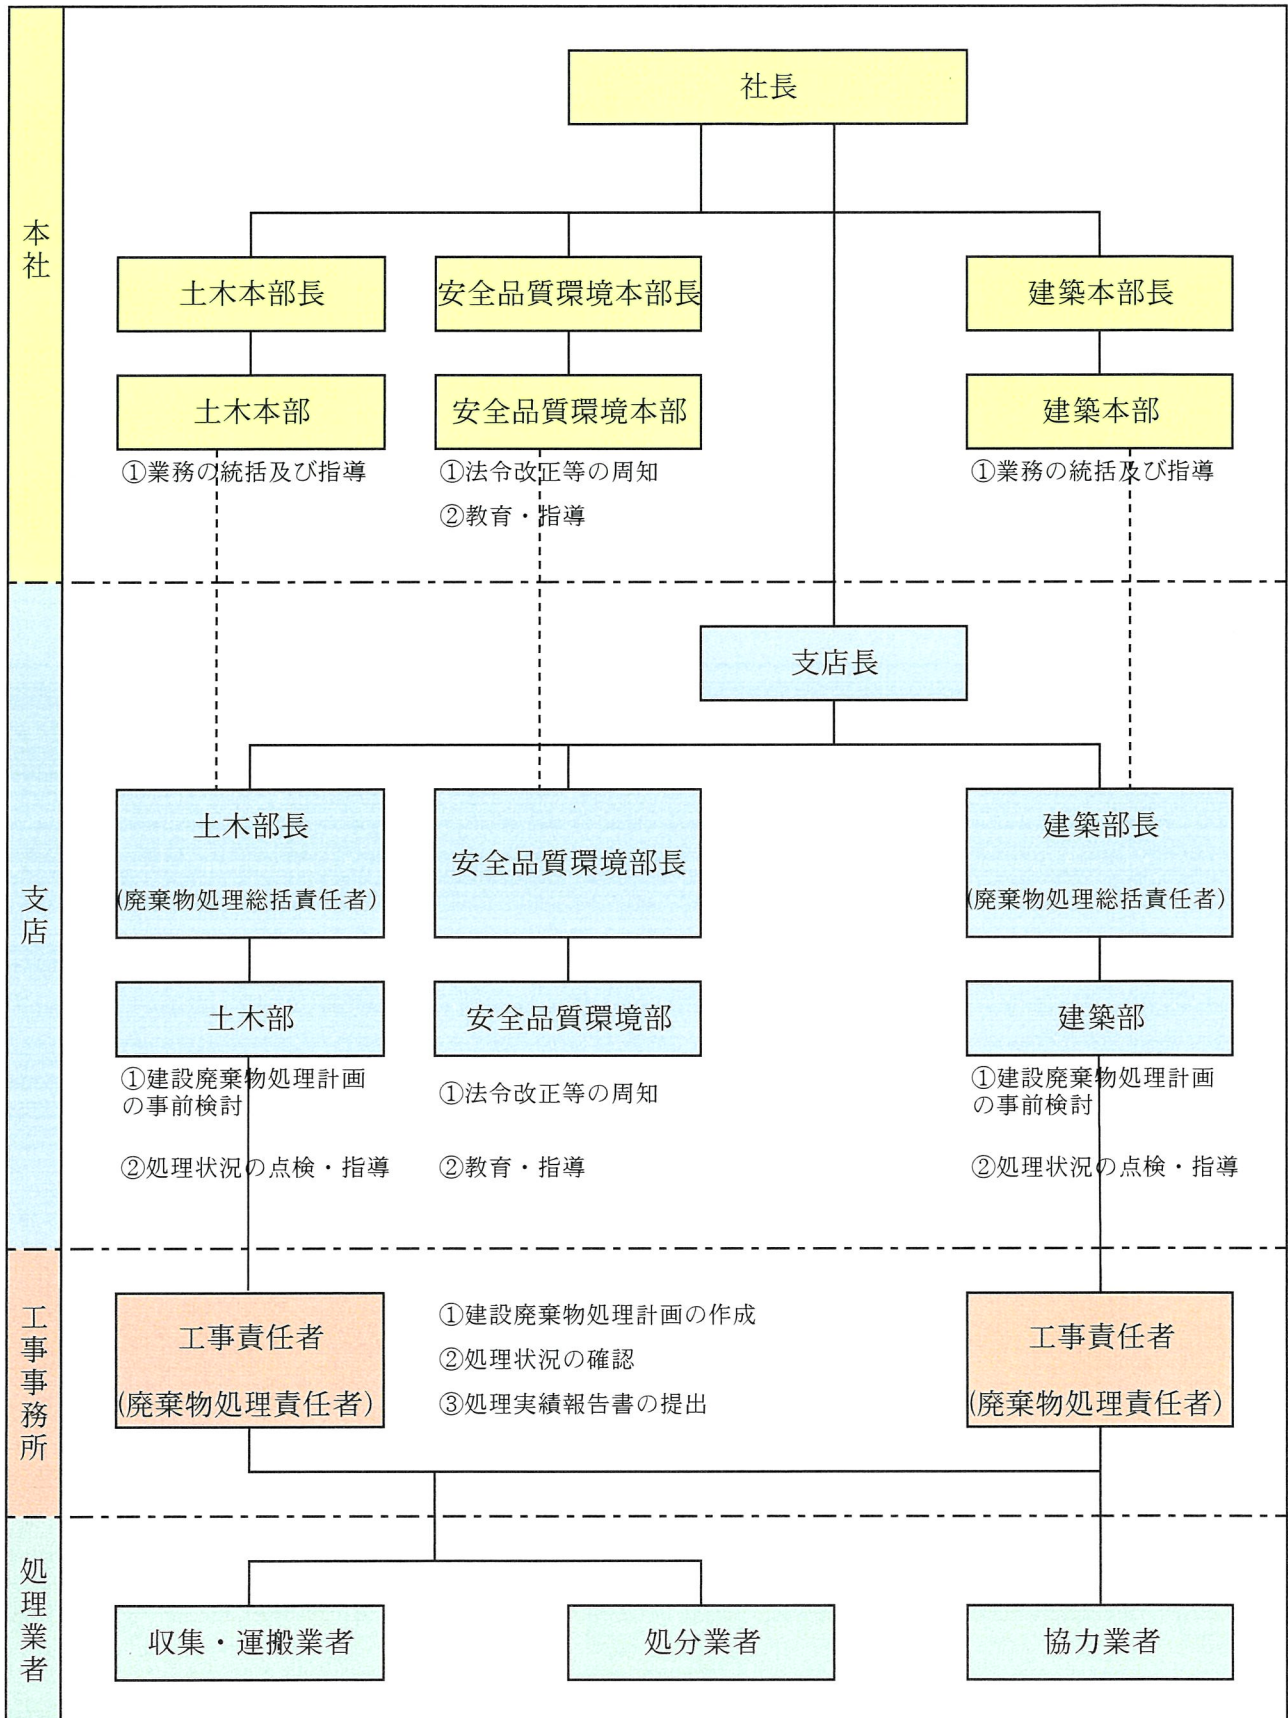 本社
社長
土木本部長
安全品質環境本部長
建築本部長
土木本部
安全品質環境本部
建築本部
①業務の統括及び指導
①法令改正等の周知
②教育・指導
①業務の統括及び指導
支店
支店長
土木部長
(廃棄物処理総括責任者)
安全品質環境部長
建築部長
(廃棄物処理総括責任者)
土木部
安全品質環境部
建築部
①建設廃棄物処理計画
の事前検討
②処理状況の点検・指導
①法令改正等の周知
②教育・指導
①建設廃棄物処理計画
の事前検討
②処理状況の点検・指導
工事事務所
工事責任者
(廃棄物処理責任者)
①建設廃棄物処理計画の作成
②処理状況の確認
③処理実績報告書の提出
工事責任者
(廃棄物処理責任者)
処理業者
収集・運搬業者
処分業者
協力業者